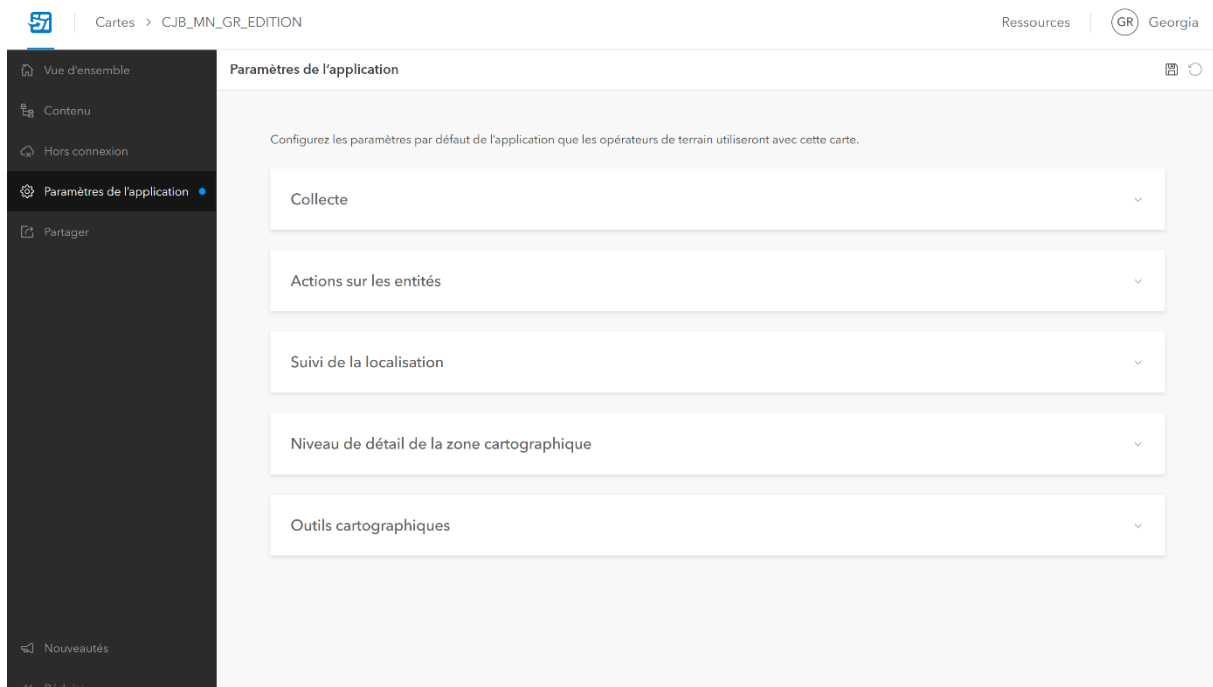 Cartes > CJB_MN_GR_EDITION
Ressources
GR Georgia
Vue d'ensemble
Contenu
Hors connexion
Paramètres de l'application
Partager
Nouveautés
Paramètres de l'application
Configurez les paramètres par défaut de l'application que les opérateurs de terrain utiliseront avec cette carte.
Collecte
Actions sur les entités
Suivi de la localisation
Niveau de détail de la zone cartographique
Outils cartographiques